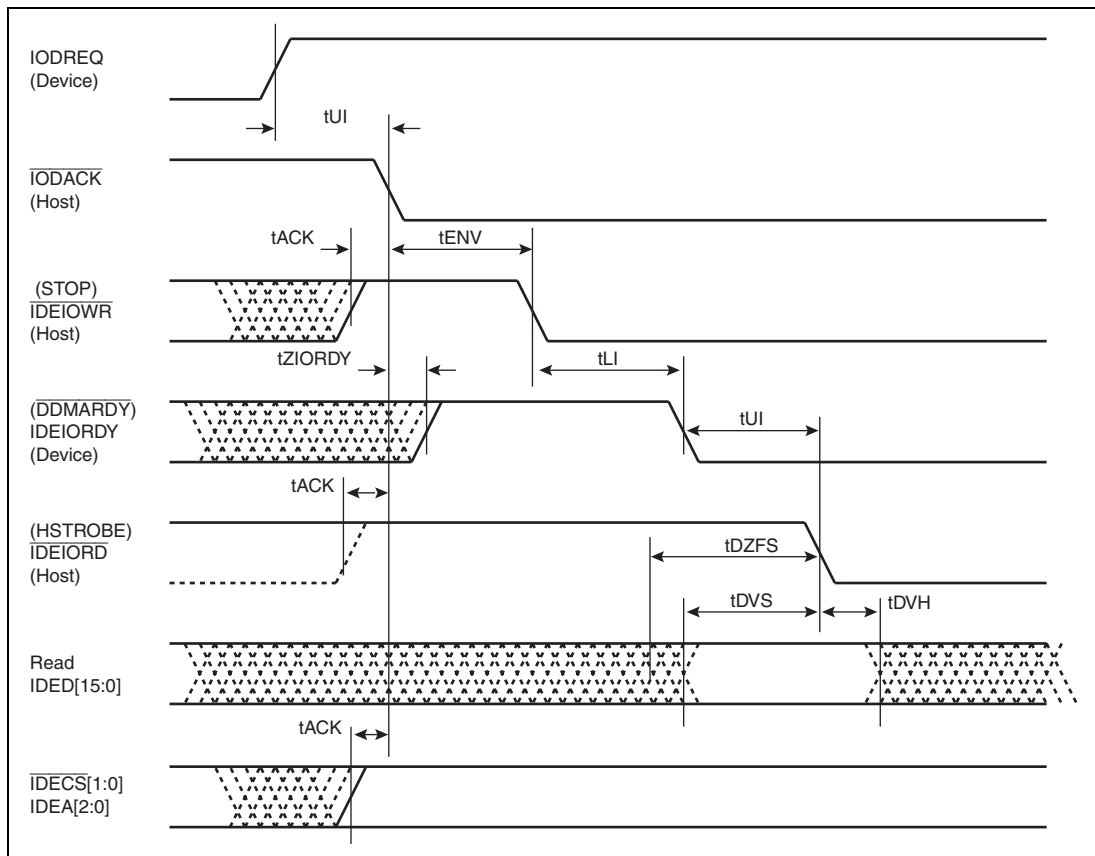 IODREQ
(Device)
tUI
IODACK
(Host)
tACK
tENV
(STOP)
IDEIOWR
(Host)
tZIORDY
tLI
(DDMARDY)
IDEIORDY
(Device)
tUI
tACK
(HSTROBE)
IDEIORD
(Host)
tDZFS
tDVS
tDVH
Read
IDED[15:0]
tACK
IDECS[1:0]
IDEA[2:0]